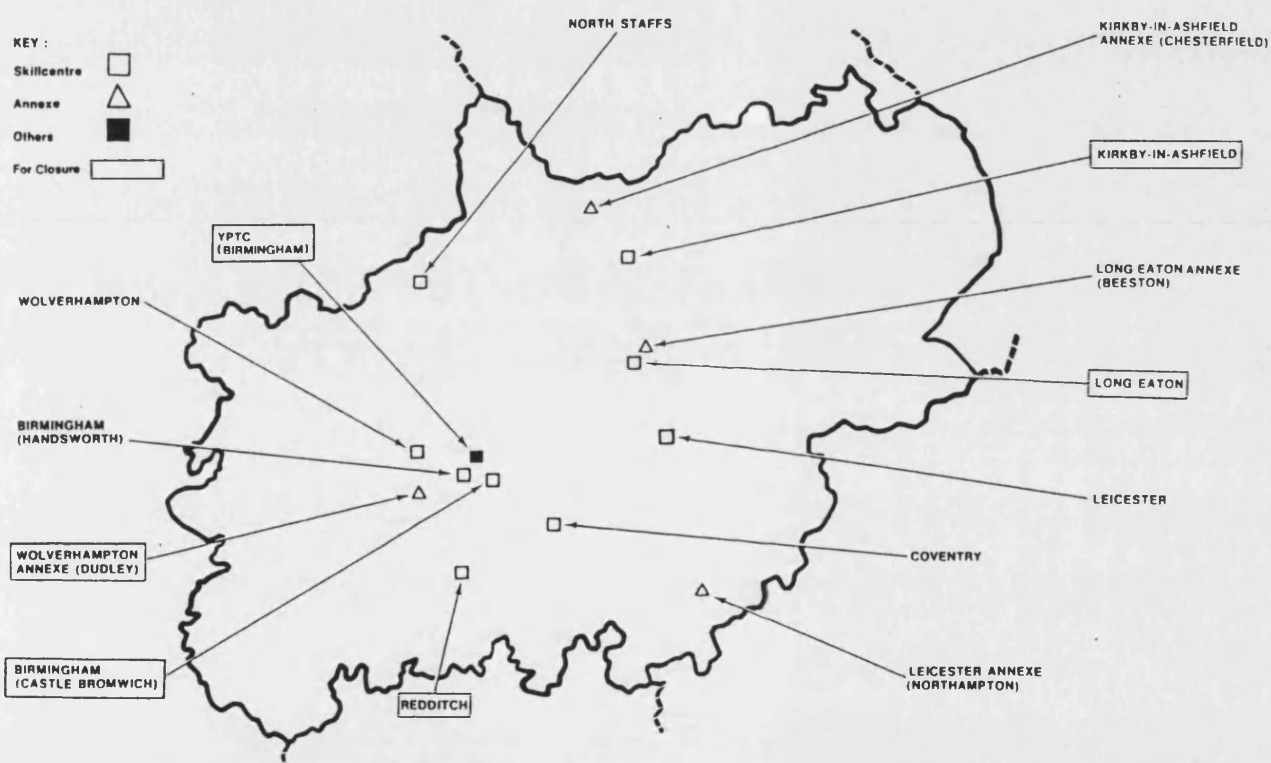 KEY :
Skillcentre
Annexe
Others
For Closure
NORTH STAFFS
KIRKBY-IN-ASHFIELD
ANNEXE (CHESTERFIELD)
KIRKBY-IN-ASHFIELD
YPTC
(BIRMINGHAM)
LONG EATON ANNEXE
(BEESTON)
WOLVERHAMPTON
LONG EATON
BIRMINGHAM
(HANDSWORTH)
LEICESTER
WOLVERHAMPTON
ANNEXE (DUDLEY)
COVENTRY
BIRMINGHAM
(CASTLE BROMWICH)
REDDITCH
LEICESTER ANNEXE
(NORTHAMPTON)